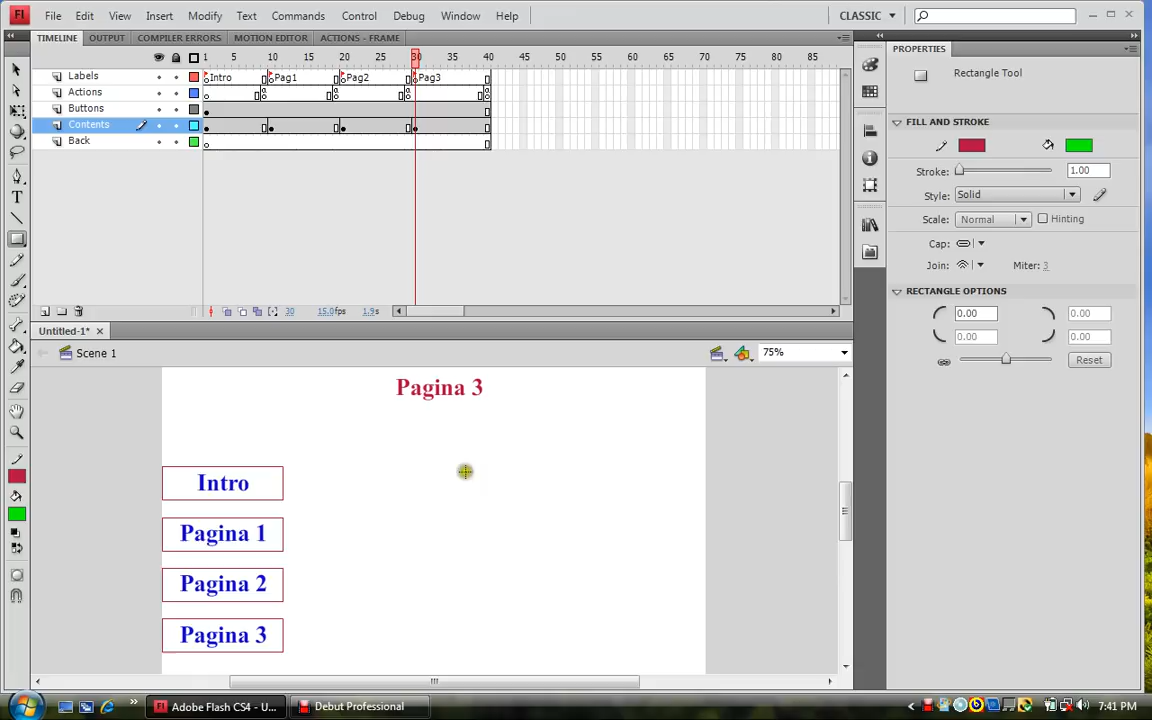 Fl File Edit View Insert Modify Text Commands Control Debug Window Help CLASSIC
TIMELINE OUTPUT COMPILER ERRORS MOTION EDITOR ACTIONS - FRAME
1 5 10 15 20 25 30 35 40 45 50 55 60 65 70 75 80 85
Labels Intro Pag1 Pag2 Pag3
Actions
Buttons
Contents
Back
30 15.0fps 1.9s
Untitled-1*
Scene 1 75%
Pagina 3
Intro
Pagina 1
Pagina 2
Pagina 3
PROPERTIES
Rectangle Tool
FILL AND STROKE
Stroke: 1.00
Style: Solid
Scale: Normal Hinting
Cap:
Join: Miter: 3
RECTANGLE OPTIONS
0.00 0.00
0.00 0.00
Reset
Fl Adobe Flash CS4 - U... Debut Professional 7:41 PM